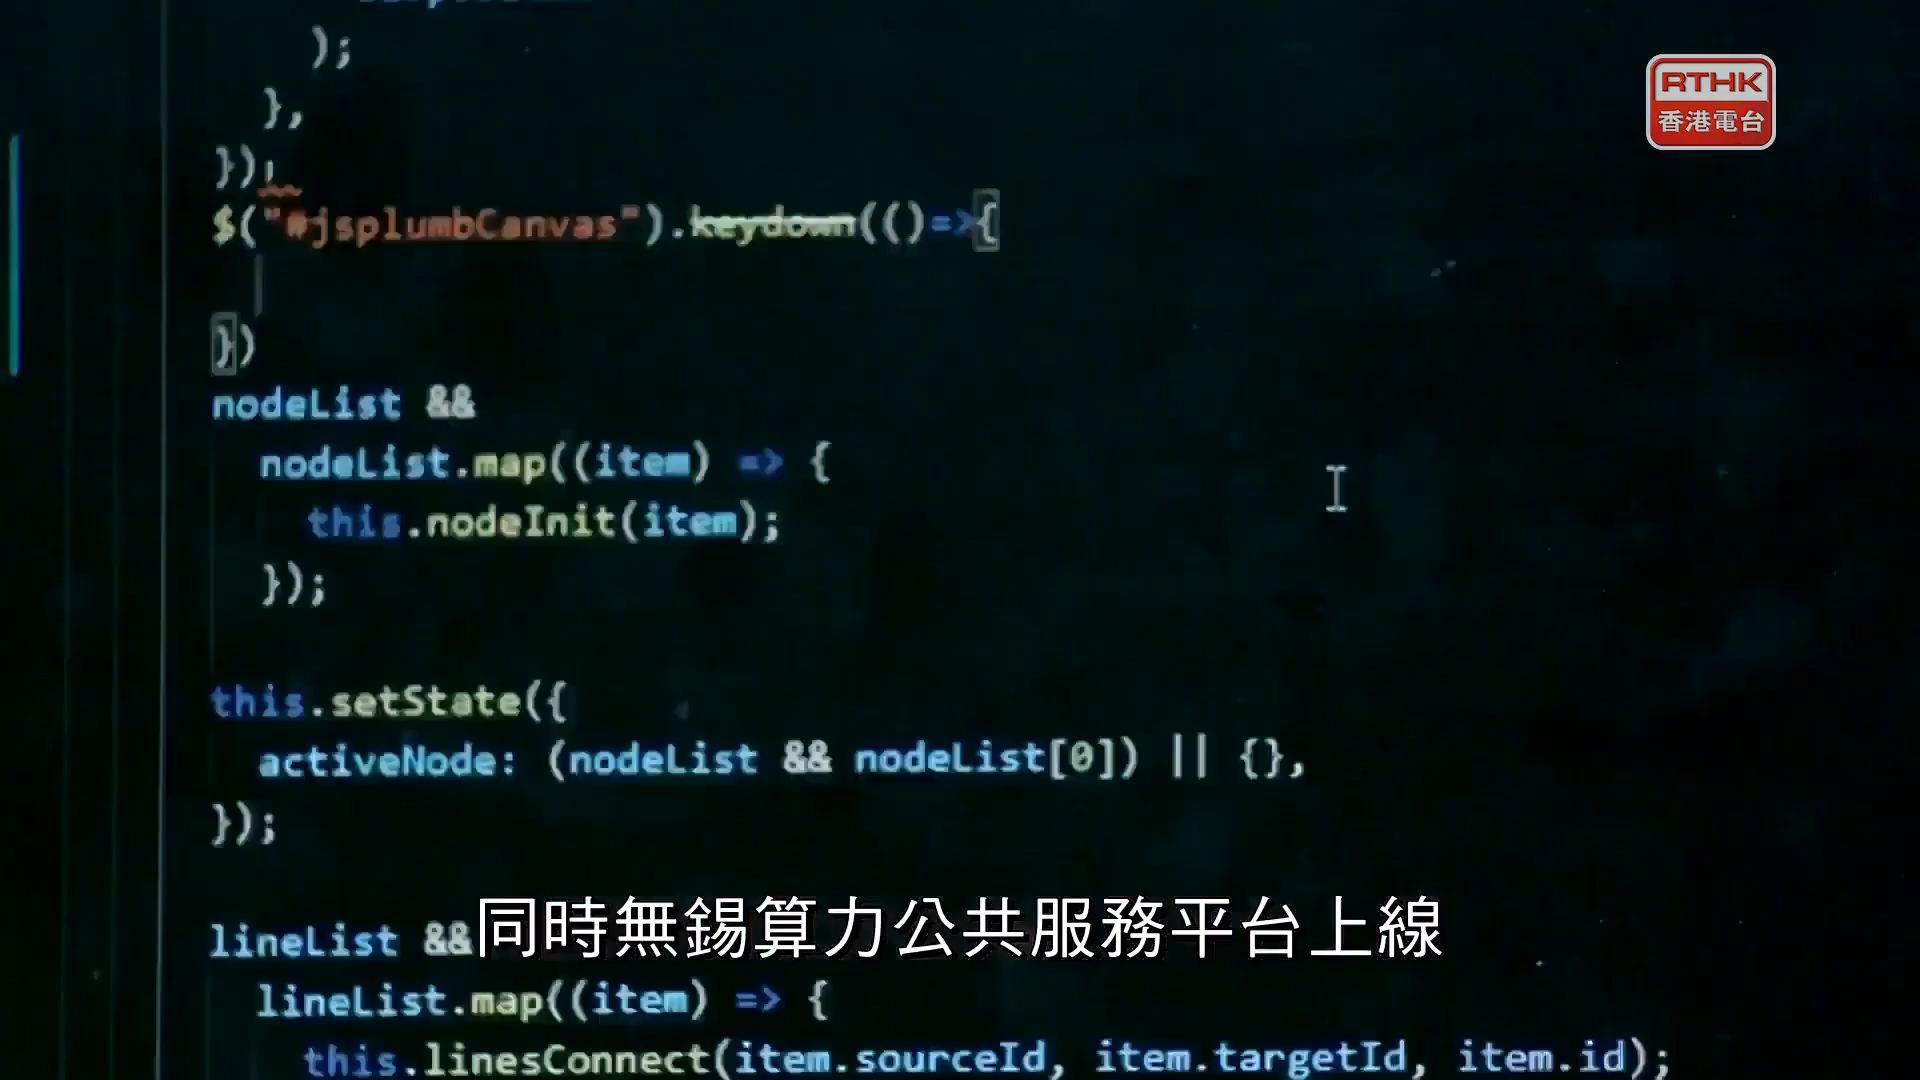 );
},
});
$("#jsplumbCanvas").keydown(()=>{
})
nodeList &&
nodeList.map((item) => {
this.nodeInit(item);
});
this.setState({
activeNode: (nodeList && nodeList[0]) || {},
});
lineList &&
lineList.map((item) => {
this.linesConnect(item.sourceId, item.targetId, item.id);
同時無錫算力公共服務平台上線
RTHK
香港電台